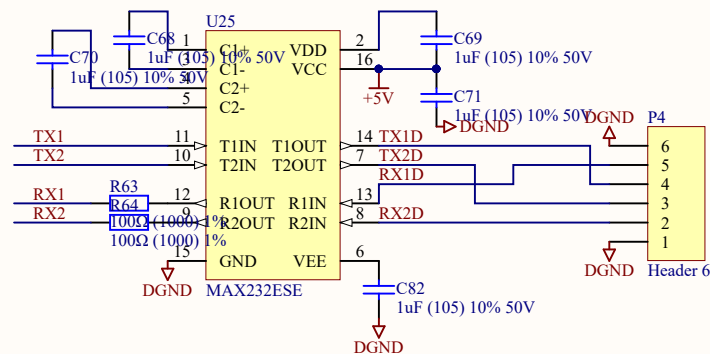 U25
C70
1uF (105) 10% 50V
C68
1uF (105) 10% 50V
1
3
4
5
C1+
C1-
C2+
C2-
VDD
VCC
2
16
C69
1uF (105) 10% 50V
+5V
C71
1uF (105) 10% 50V
DGND
TX1
TX2
11
10
T1IN
T2IN
T1OUT
T2OUT
14
7
TX1D
TX2D
RX1
RX2
R63
R64
100Ω (1000) 1%
100Ω (1000) 1%
12
9
R1OUT
R2OUT
R1IN
R2IN
13
8
RX1D
RX2D
15
GND
VEE
6
DGND
MAX232ESE
C82
1uF (105) 10% 50V
DGND
P4
DGND
6
5
4
3
2
1
DGND
Header 6